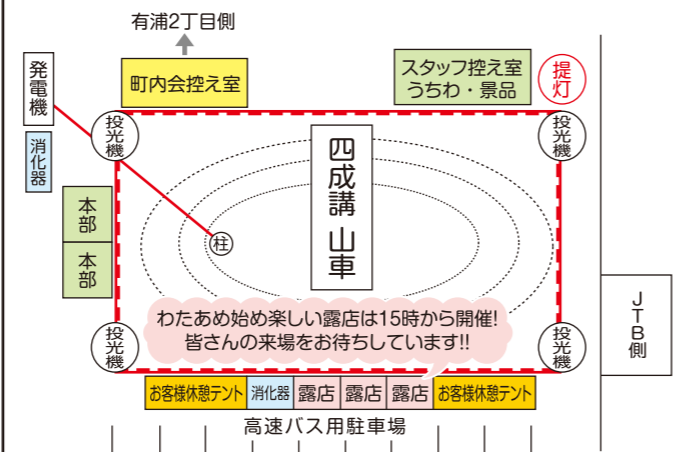 有浦2丁目側
発電機
町内会控え室
スタッフ控え室
うちわ・景品
提灯
投光機
投光機
消化器
四成講 山車
本部
本部
柱
わたあめ始め楽しい露店は15時から開催!
皆さんの来場をお待ちしています!!
投光機
投光機
JTB側
お客様休憩テント
消化器
露店
露店
露店
お客様休憩テント
高速バス用駐車場